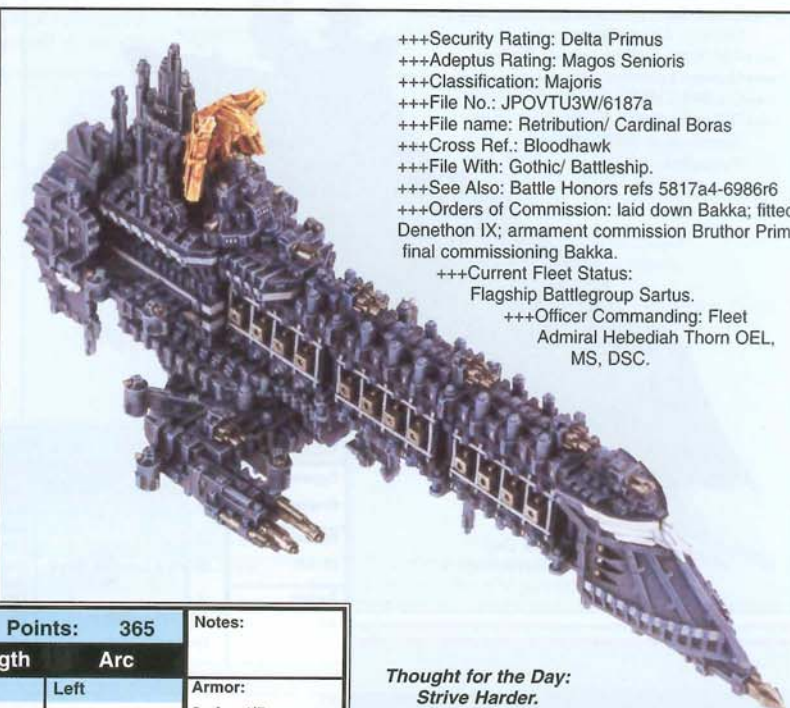 +++Security Rating: Delta Primus
+++Adeptus Rating: Magos Senioris
+++Classification: Majoris
+++File No.: JPOVTU3W/6187a
+++File name: Retribution/ Cardinal Boras
+++Cross Ref.: Bloodhawk
+++File With: Gothic/ Battleship.
+++See Also: Battle Honors refs 5817a4-6986r6
+++Orders of Commission: laid down Bakka; fitted
Denethon IX; armament commission Bruthor Prim
final commissioning Bakka.
+++Current Fleet Status:
Flagship Battlegroup Sartus.
+++Officer Commanding: Fleet
Admiral Hebediah Thorn OEL,
MS, DSC.
Points: 365
Notes:
gth Arc
Left
Armor:
Thought for the Day:
Strive Harder.